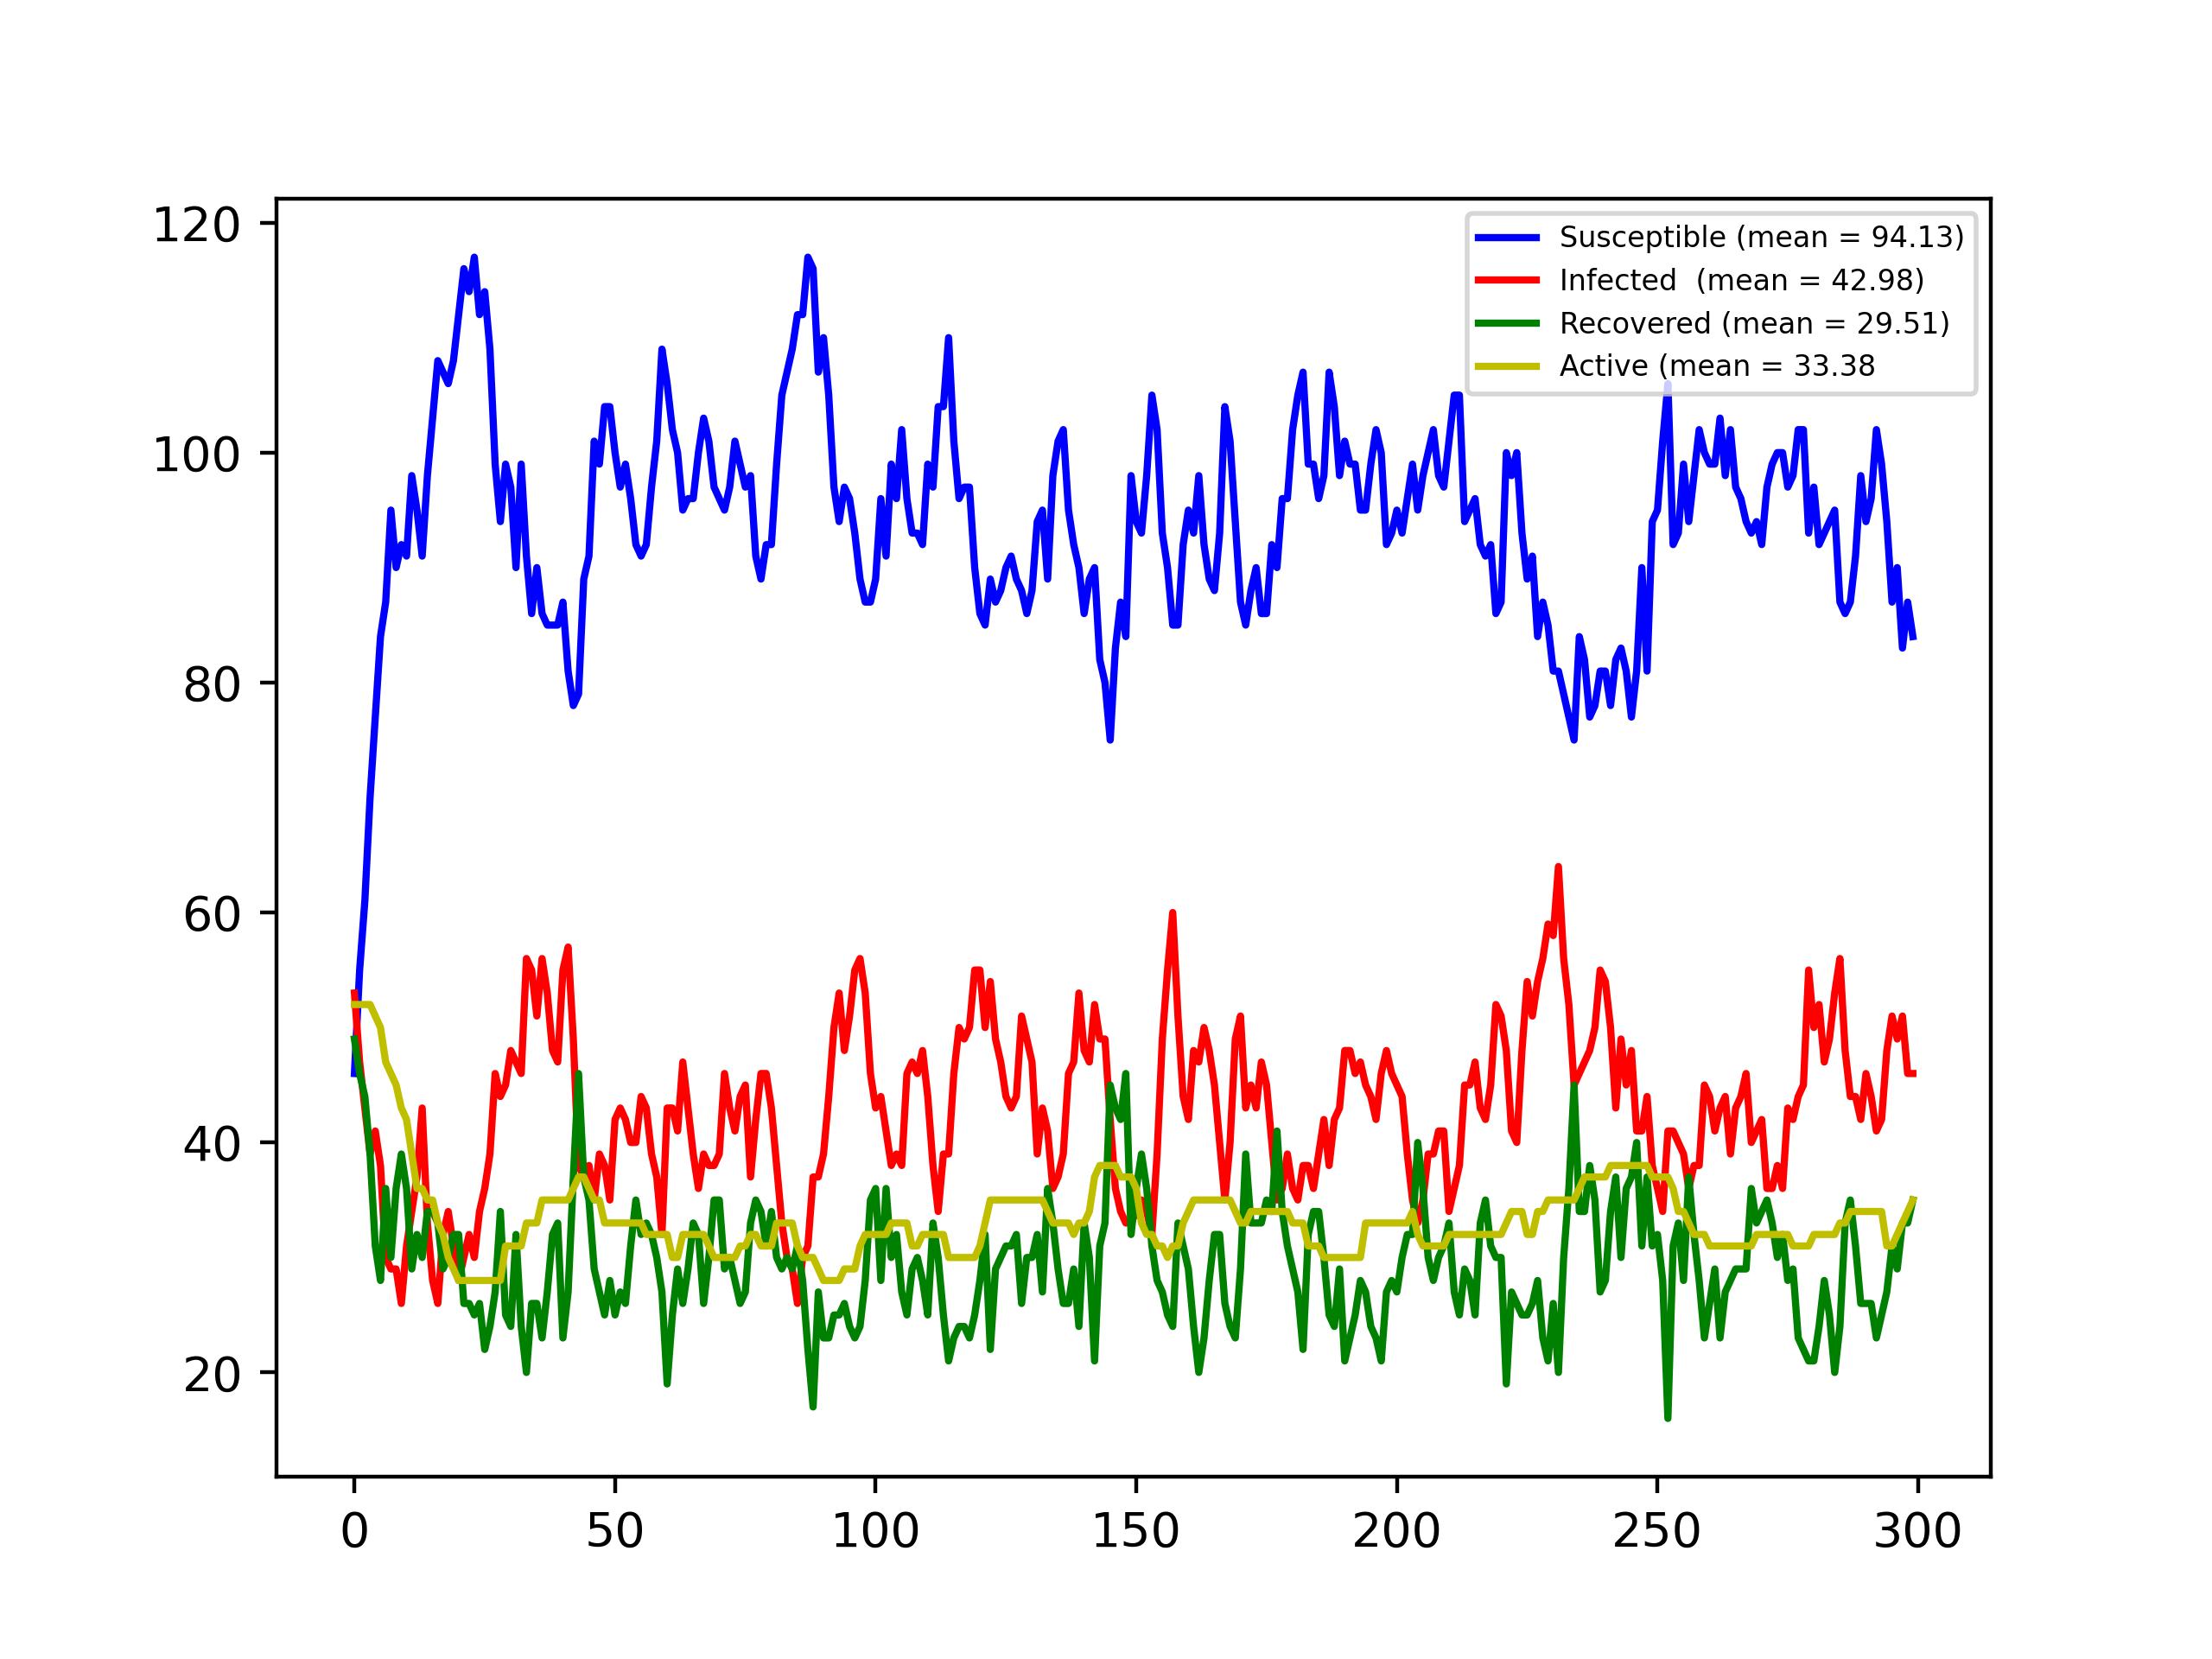 120
100
80
60
40
20
0 50 100 150 200 250 300
Susceptible (mean = 94.13)
Infected  (mean = 42.98)
Recovered (mean = 29.51)
Active (mean = 33.38